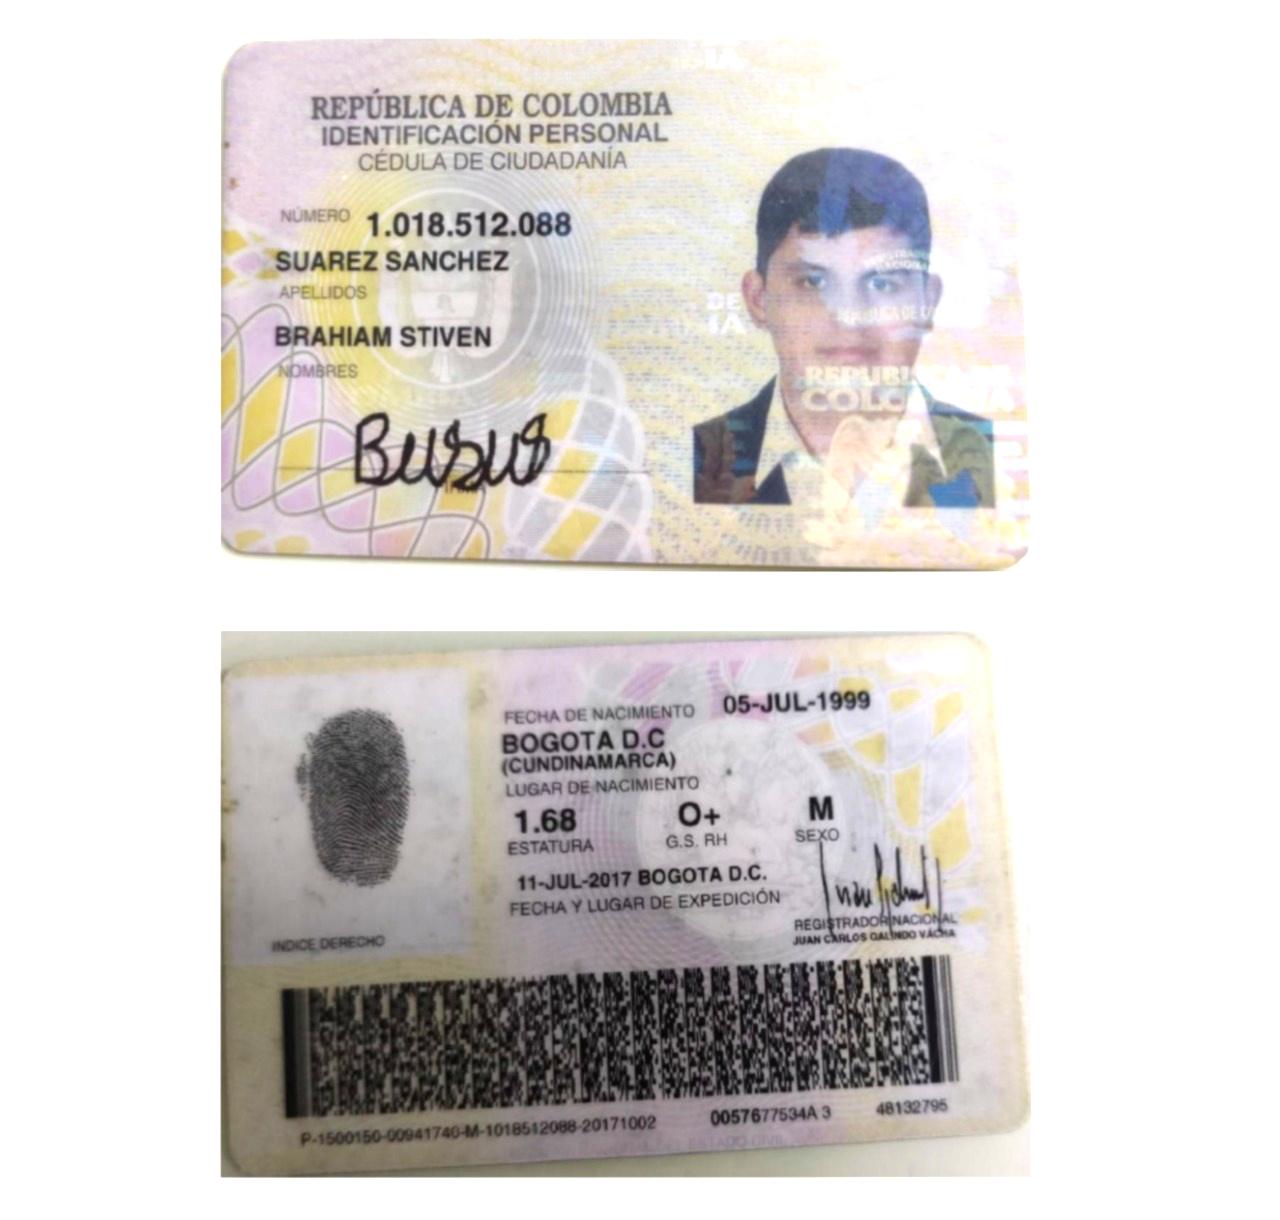 REPÚBLICA DE COLOMBIA
IDENTIFICACIÓN PERSONAL
CÉDULA DE CIUDADANÍA
NÚMERO 1.018.512.088
SUAREZ SANCHEZ
APELLIDOS
BRAHIAM STIVEN
NOMBRES
DE
IA
REPUBLICA DE
COLOMBIA
FECHA DE NACIMIENTO 05-JUL-1999
BOGOTA D.C
(CUNDINAMARCA)
LUGAR DE NACIMIENTO
1.68 O+ M
ESTATURA G.S. RH SEXO
11-JUL-2017 BOGOTA D.C.
FECHA Y LUGAR DE EXPEDICIÓN
REGISTRADOR NACIONAL
JUAN CARLOS GALINDO VÁCHA
INDICE DERECHO
P-1500150-00941740-M-1018512088-20171002 0057677534A 3 48132795